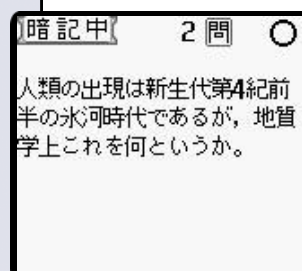 暗記中 2問 ○
人類の出現は新生代第4紀前
半の氷河時代であるが，地質
学上これを何というか。